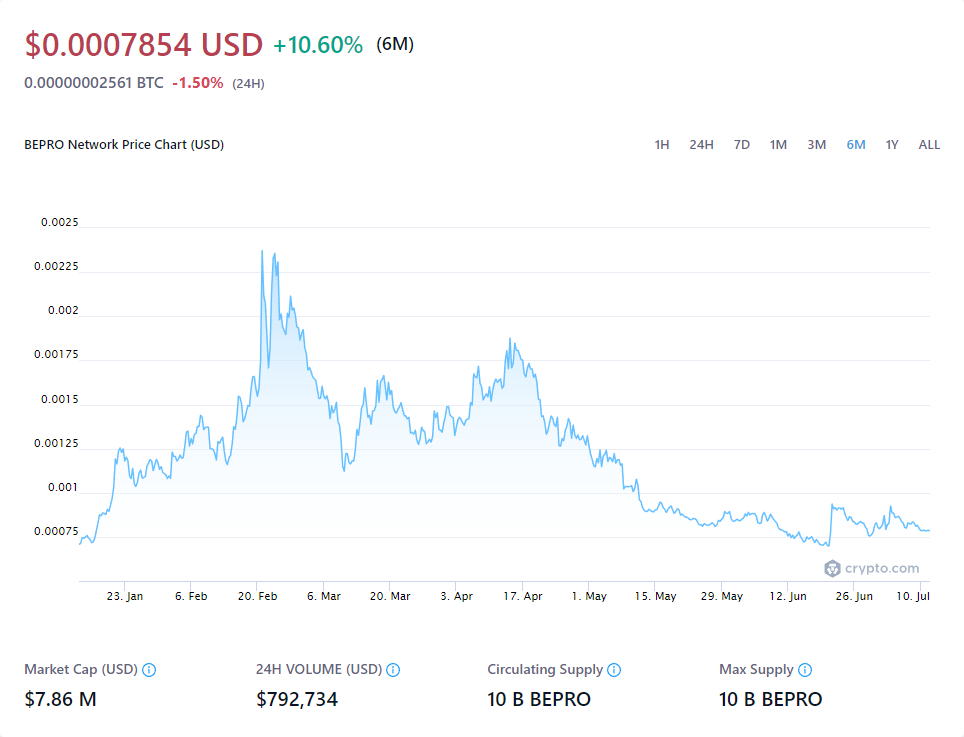 $0.0007854 USD +10.60% (6M)
0.00000002561 BTC -1.50% (24H)
BEPRO Network Price Chart (USD) 1H 24H 7D 1M 3M 6M 1Y ALL
0.0025
0.00225
0.002
0.00175
0.0015
0.00125
0.001
0.00075
crypto.com
23. Jan 6. Feb 20. Feb 6. Mar 20. Mar 3. Apr 17. Apr 1. May 15. May 29. May 12. Jun 26. Jun 10. Jul
Market Cap (USD) 24H VOLUME (USD) Circulating Supply Max Supply
$7.86 M $792,734 10 B BEPRO 10 B BEPRO